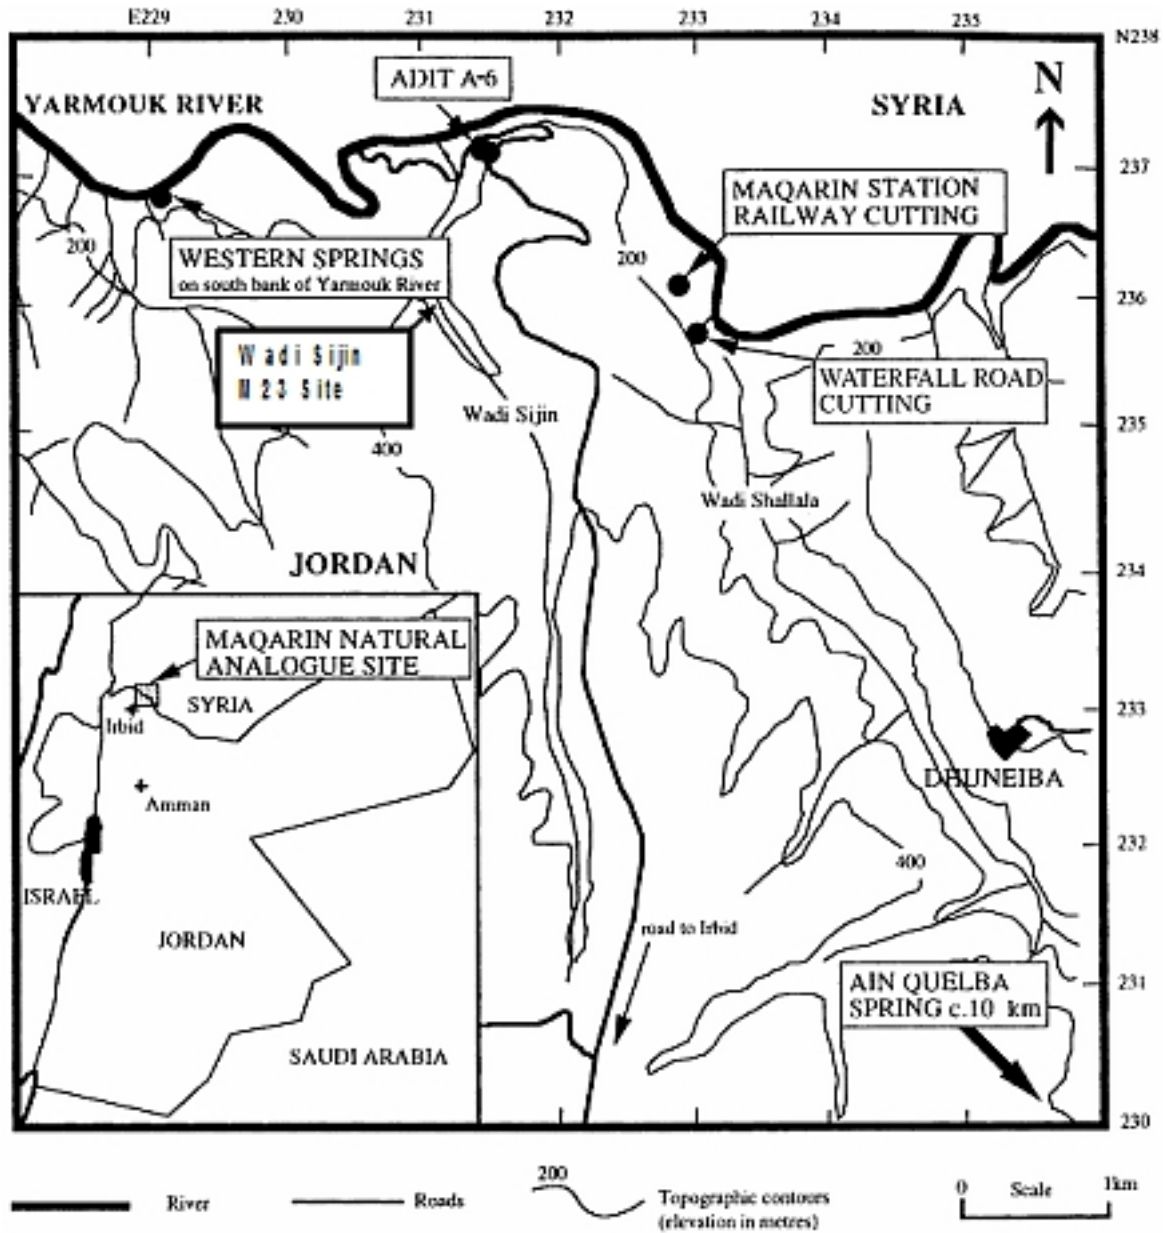 E229 230 231 232 233 234 235
N238
ADIT A-6
YARMOUK RIVER
SYRIA
N
237
MAQARIN STATION
RAILWAY CUTTING
200
WESTERN SPRINGS
on south bank of Yarmouk River
200
236
Wadi Sijin
M23 Site
200
WATERFALL ROAD
CUTTING
Wadi Sijin
235
400
Wadi Shallala
JORDAN
234
MAQARIN NATURAL
ANALOGUE SITE
SYRIA
Irbid
233
Amman
DHUNEIBA
232
400
ISRAEL
road to Irbid
JORDAN
231
AIN QUELBA
SPRING c.10 km
SAUDI ARABIA
230
River
Roads
200
Topographic contours
(elevation in metres)
0 Scale 1km